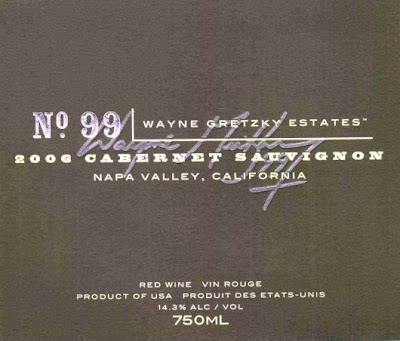 Nº 99
WAYNE GRETZKY ESTATES™
2006 CABERNET SAUVIGNON
NAPA VALLEY, CALIFORNIA
RED WINE VIN ROUGE
PRODUCT OF USA PRODUIT DES ETATS-UNIS
14.3% ALC / VOL
750ML